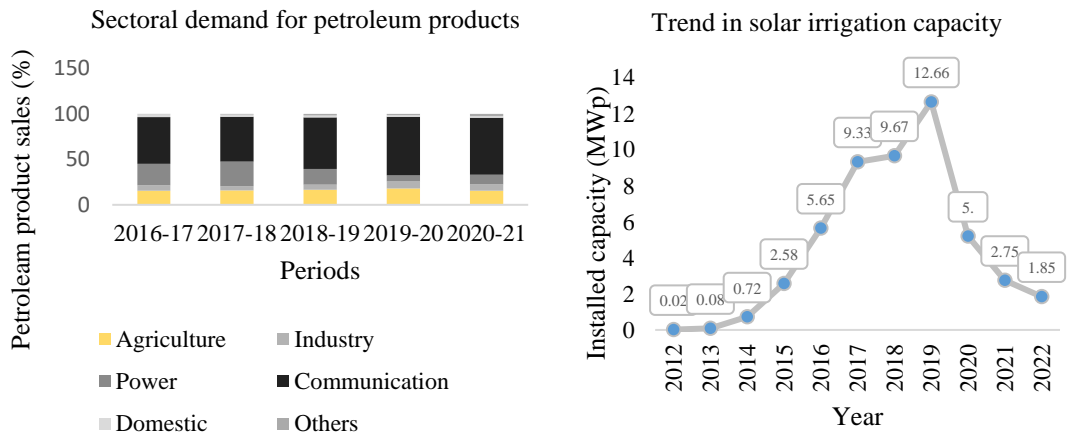 Sectoral demand for petroleum products
Petroleam product sales (%)
150
100
50
0
2016-17 2017-18 2018-19 2019-20 2020-21
Periods
Agriculture
Industry
Power
Communication
Domestic
Others
Trend in solar irrigation capacity
Installed capacity (MWp)
14
12
10
8
6
4
2
0
0.02
0.08
0.72
2.58
5.65
9.33
9.67
12.66
5.
2.75
1.85
2012
2013
2014
2015
2016
2017
2018
2019
2020
2021
2022
Year